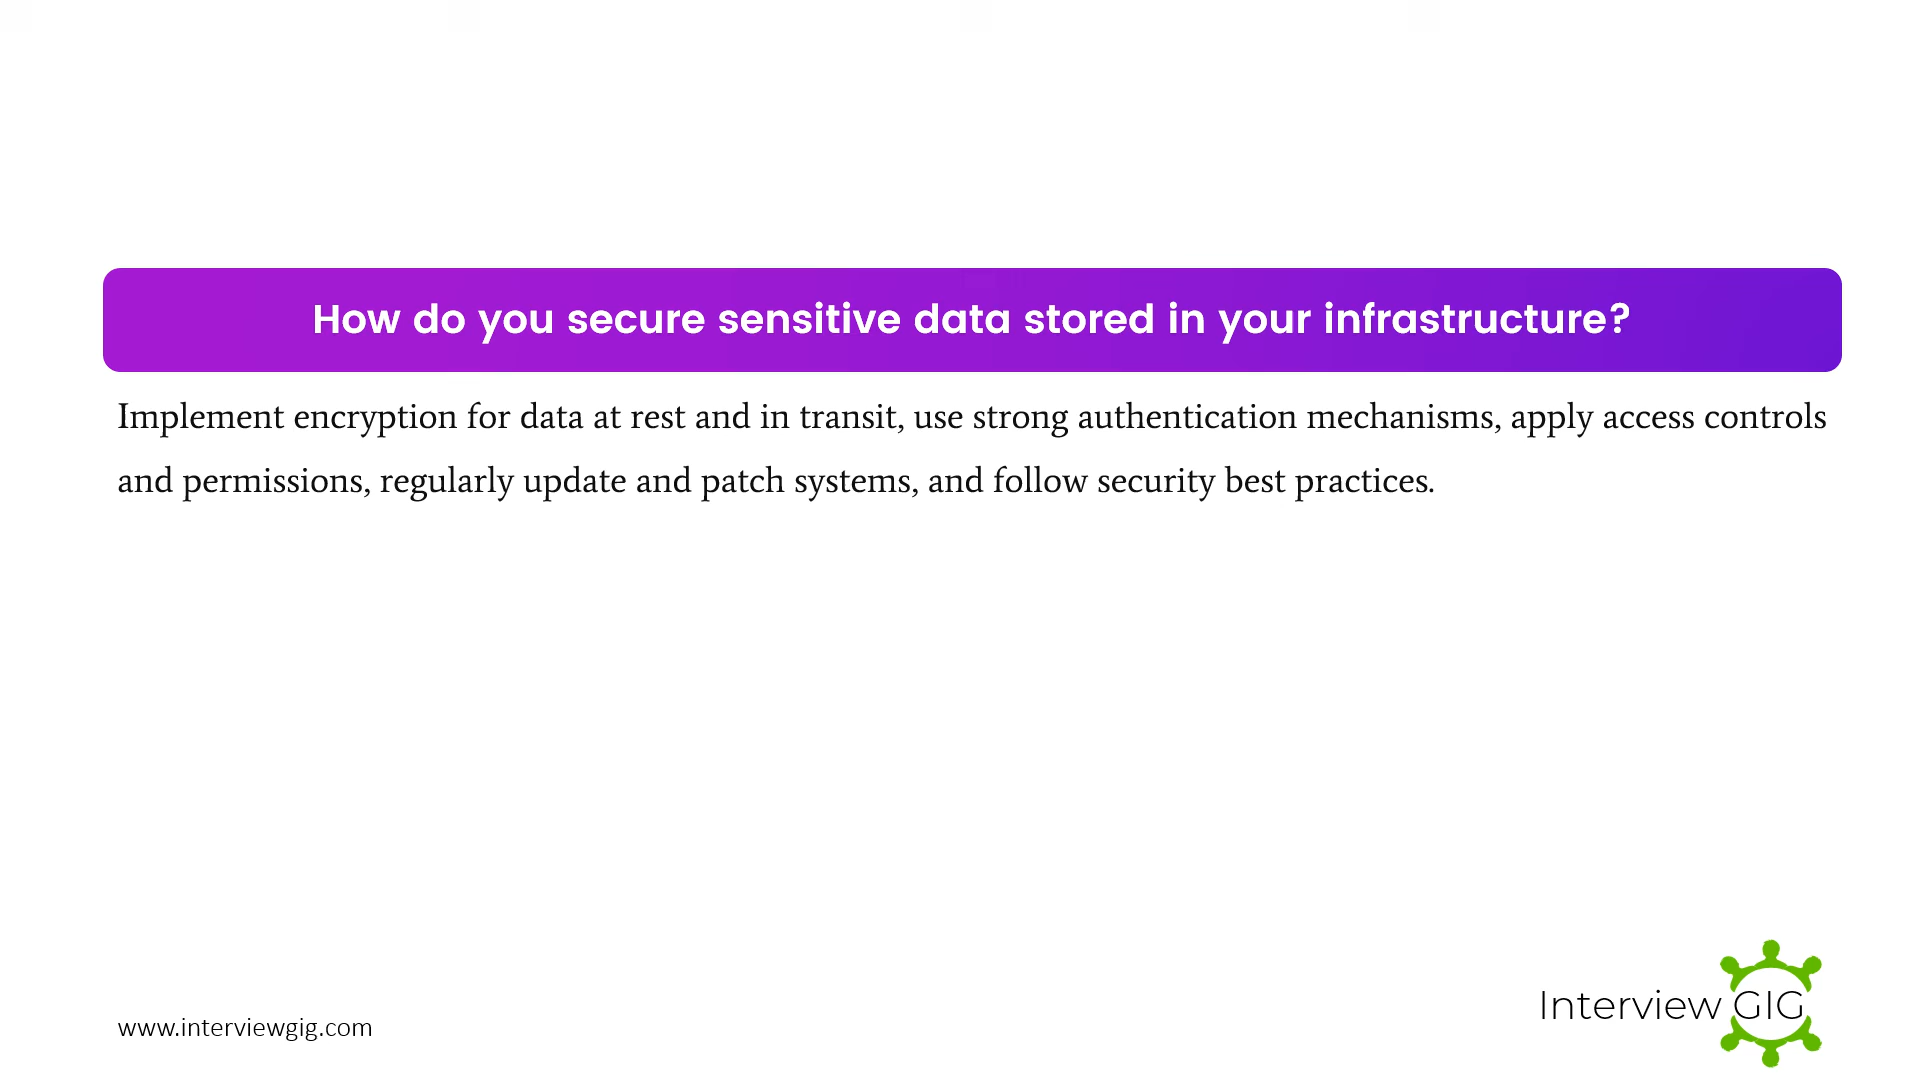 How do you secure sensitive data stored in your infrastructure?
Implement encryption for data at rest and in transit, use strong authentication mechanisms, apply access controls
and permissions, regularly update and patch systems, and follow security best practices.
www.interviewgig.com
Interview GIG